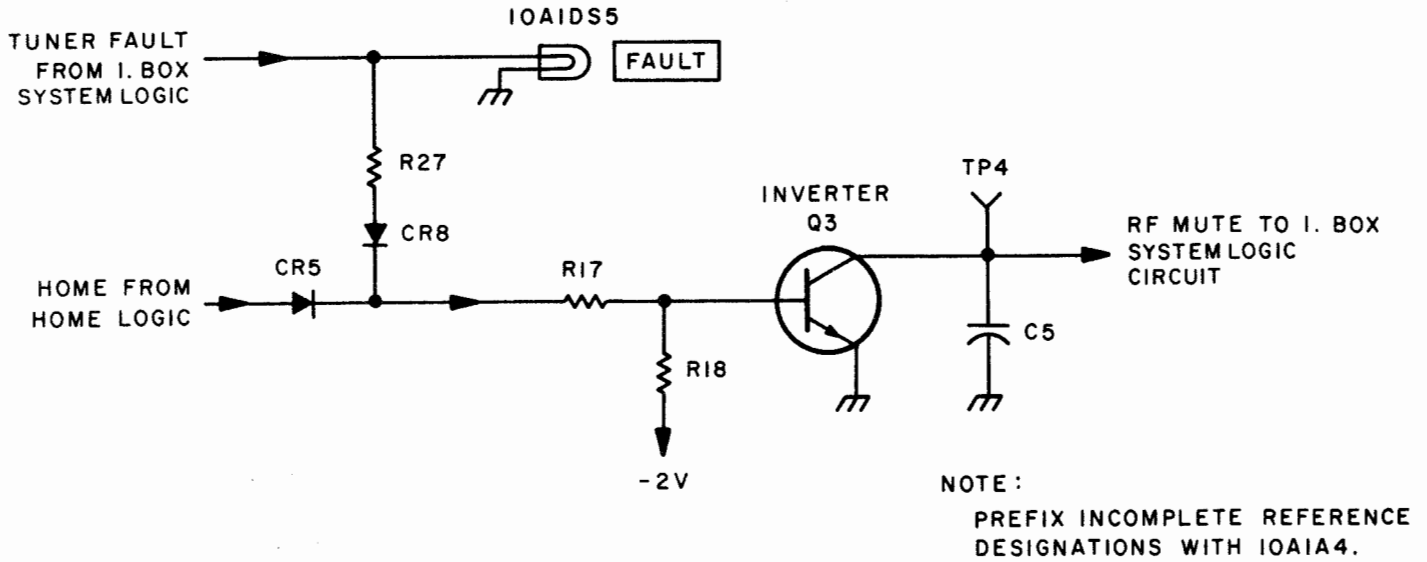 10A1DS5
TUNER FAULT
FROM I. BOX
SYSTEM LOGIC
FAULT
R27
CR8
TP4
INVERTER
Q3
RF MUTE TO I. BOX
SYSTEM LOGIC
CIRCUIT
CR5
R17
HOME FROM
HOME LOGIC
C5
R18
-2V
NOTE:
PREFIX INCOMPLETE REFERENCE
DESIGNATIONS WITH 10A1A4.